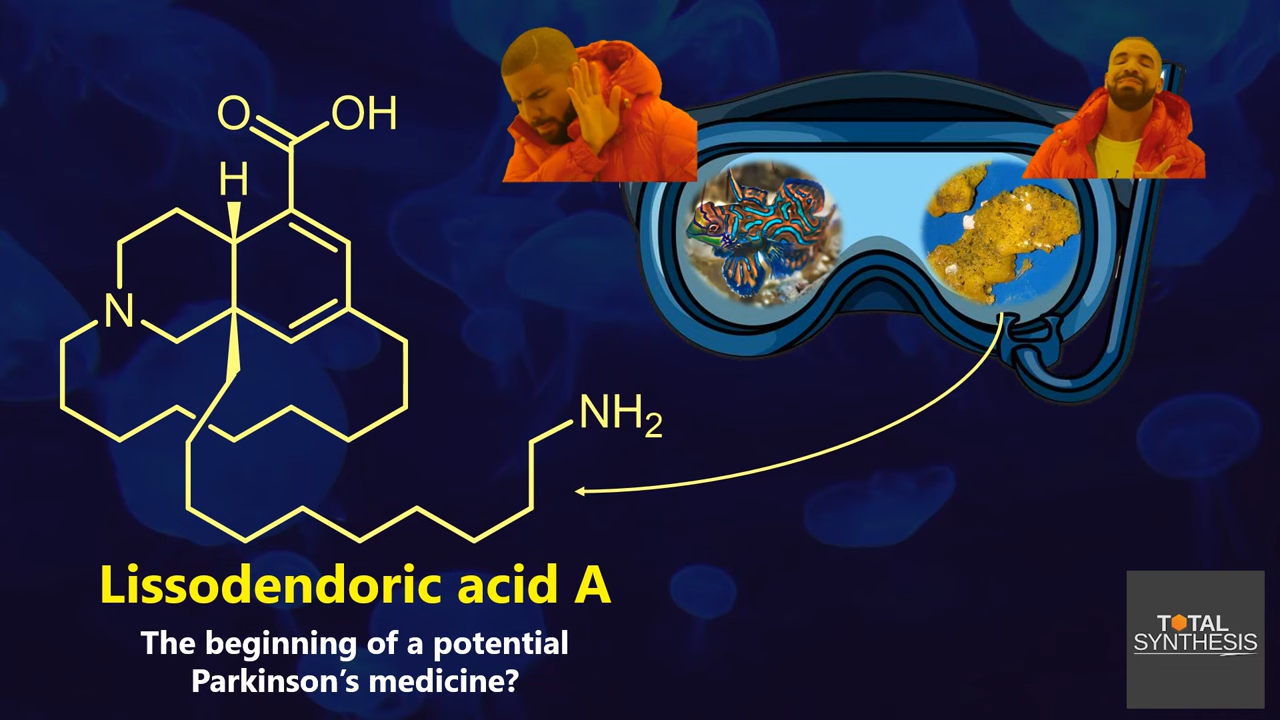 O
OH
H
N
NH₂
Lissodendoric acid A
The beginning of a potential
Parkinson's medicine?
TOTAL
SYNTHESIS